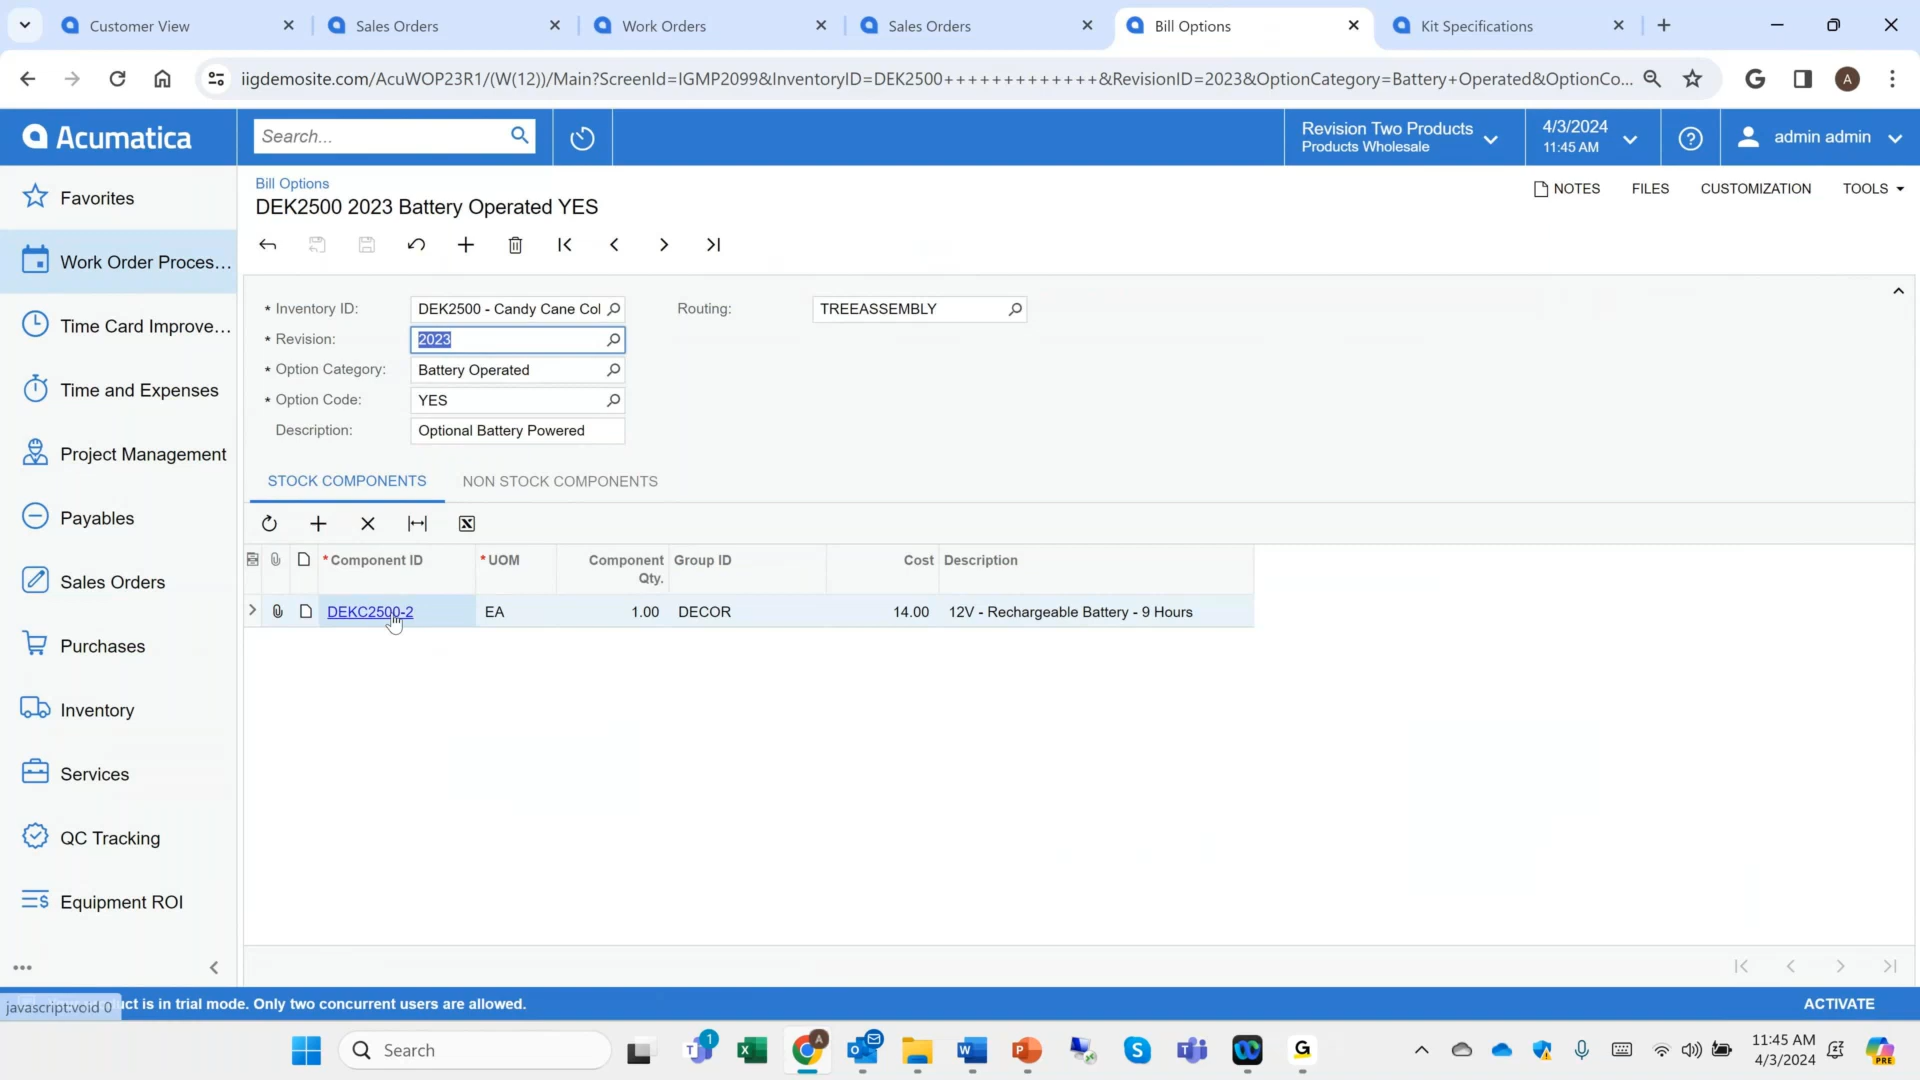 Customer View
Sales Orders
Work Orders
Sales Orders
Bill Options
Kit Specifications
iigdemosite.com/AcuWOP23R1/(W(12))/Main?ScreenId=IGMP2099&InventoryID=DEK2500+++++++++++++&RevisionID=2023&OptionCategory=Battery+Operated&OptionCo...
A
Acumatica
Search...
Revision Two Products
Products Wholesale
4/3/2024
11:45 AM
admin admin
Favorites
Work Order Proces...
Time Card Improve...
Time and Expenses
Project Management
Payables
Sales Orders
Purchases
Inventory
Services
QC Tracking
Equipment ROI
Bill Options
DEK2500 2023 Battery Operated YES
NOTES
FILES
CUSTOMIZATION
TOOLS
* Inventory ID: DEK2500 - Candy Cane Col
Routing: TREEASSEMBLY
* Revision: 2023
* Option Category: Battery Operated
* Option Code: YES
Description: Optional Battery Powered
STOCK COMPONENTS
NON STOCK COMPONENTS
* Component ID * UOM Component Qty. Group ID Cost Description
DEKC2500-2 EA 1.00 DECOR 14.00 12V - Rechargeable Battery - 9 Hours
javascript:void 0
uct is in trial mode. Only two concurrent users are allowed.
ACTIVATE
Search
1
A
11:45 AM
4/3/2024
PRE